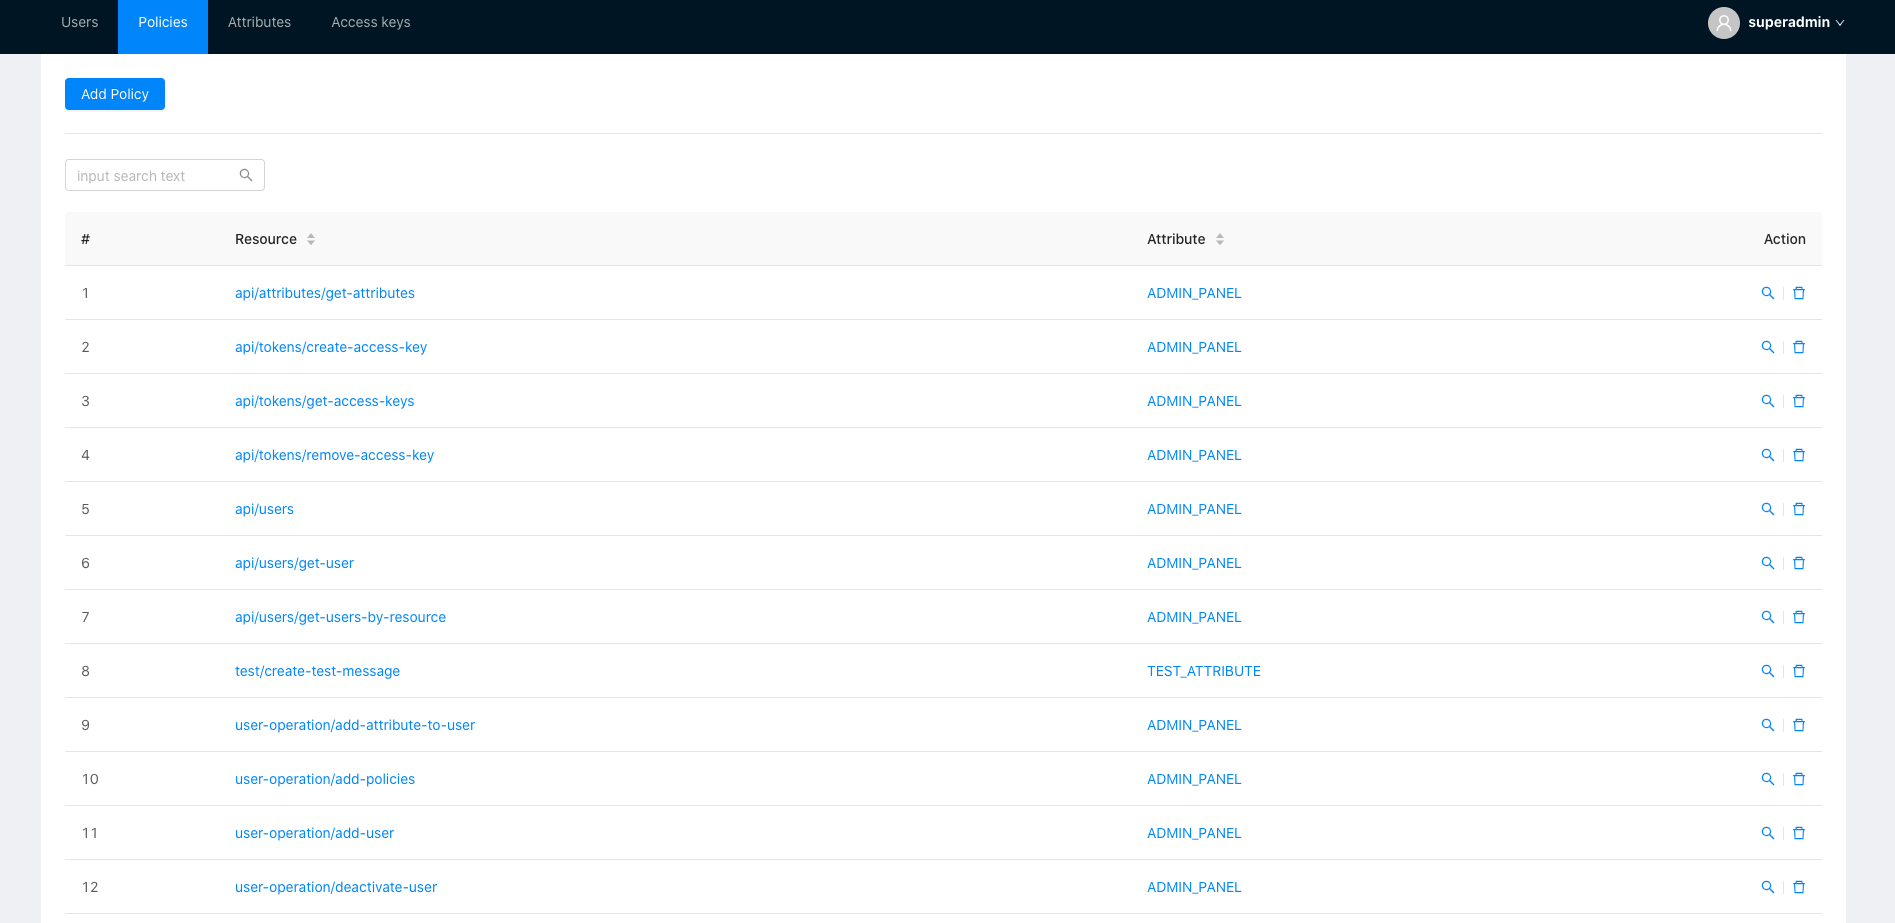 Users Policies Attributes Access keys superadmin
Add Policy
input search text
# Resource Attribute Action
1 api/attributes/get-attributes ADMIN_PANEL
2 api/tokens/create-access-key ADMIN_PANEL
3 api/tokens/get-access-keys ADMIN_PANEL
4 api/tokens/remove-access-key ADMIN_PANEL
5 api/users ADMIN_PANEL
6 api/users/get-user ADMIN_PANEL
7 api/users/get-users-by-resource ADMIN_PANEL
8 test/create-test-message TEST_ATTRIBUTE
9 user-operation/add-attribute-to-user ADMIN_PANEL
10 user-operation/add-policies ADMIN_PANEL
11 user-operation/add-user ADMIN_PANEL
12 user-operation/deactivate-user ADMIN_PANEL